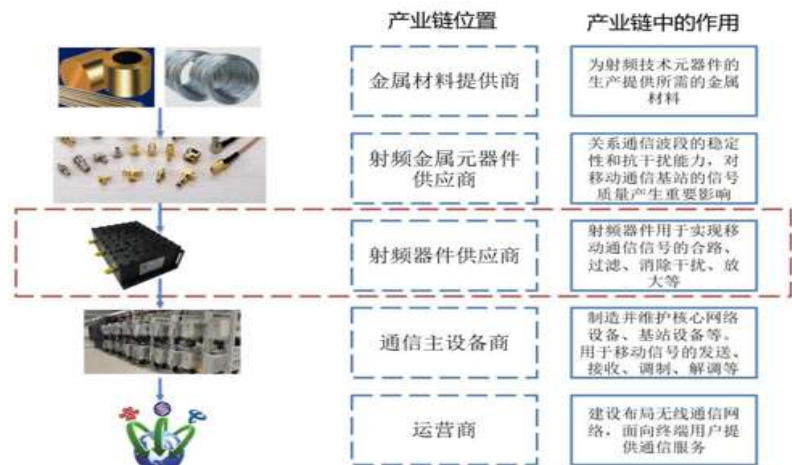 产业链位置
产业链中的作用
金属材料提供商
为射频技术元器件的
生产提供所需的金属
材料
射频金属元器件
供应商
关系通信波段的稳定
性和抗干扰能力，对
移动通信基站的信号
质量产生重要影响
射频器件供应商
射频器件用于实现移
动通信信号的合路、
过滤、消除干扰、放
大等
通信主设备商
制造并维护核心网络
设备、基站设备等。
用于移动信号的发送、
接收、调制、解调等
运营商
建设布局无线通信网
络，面向终端用户提
供通信服务